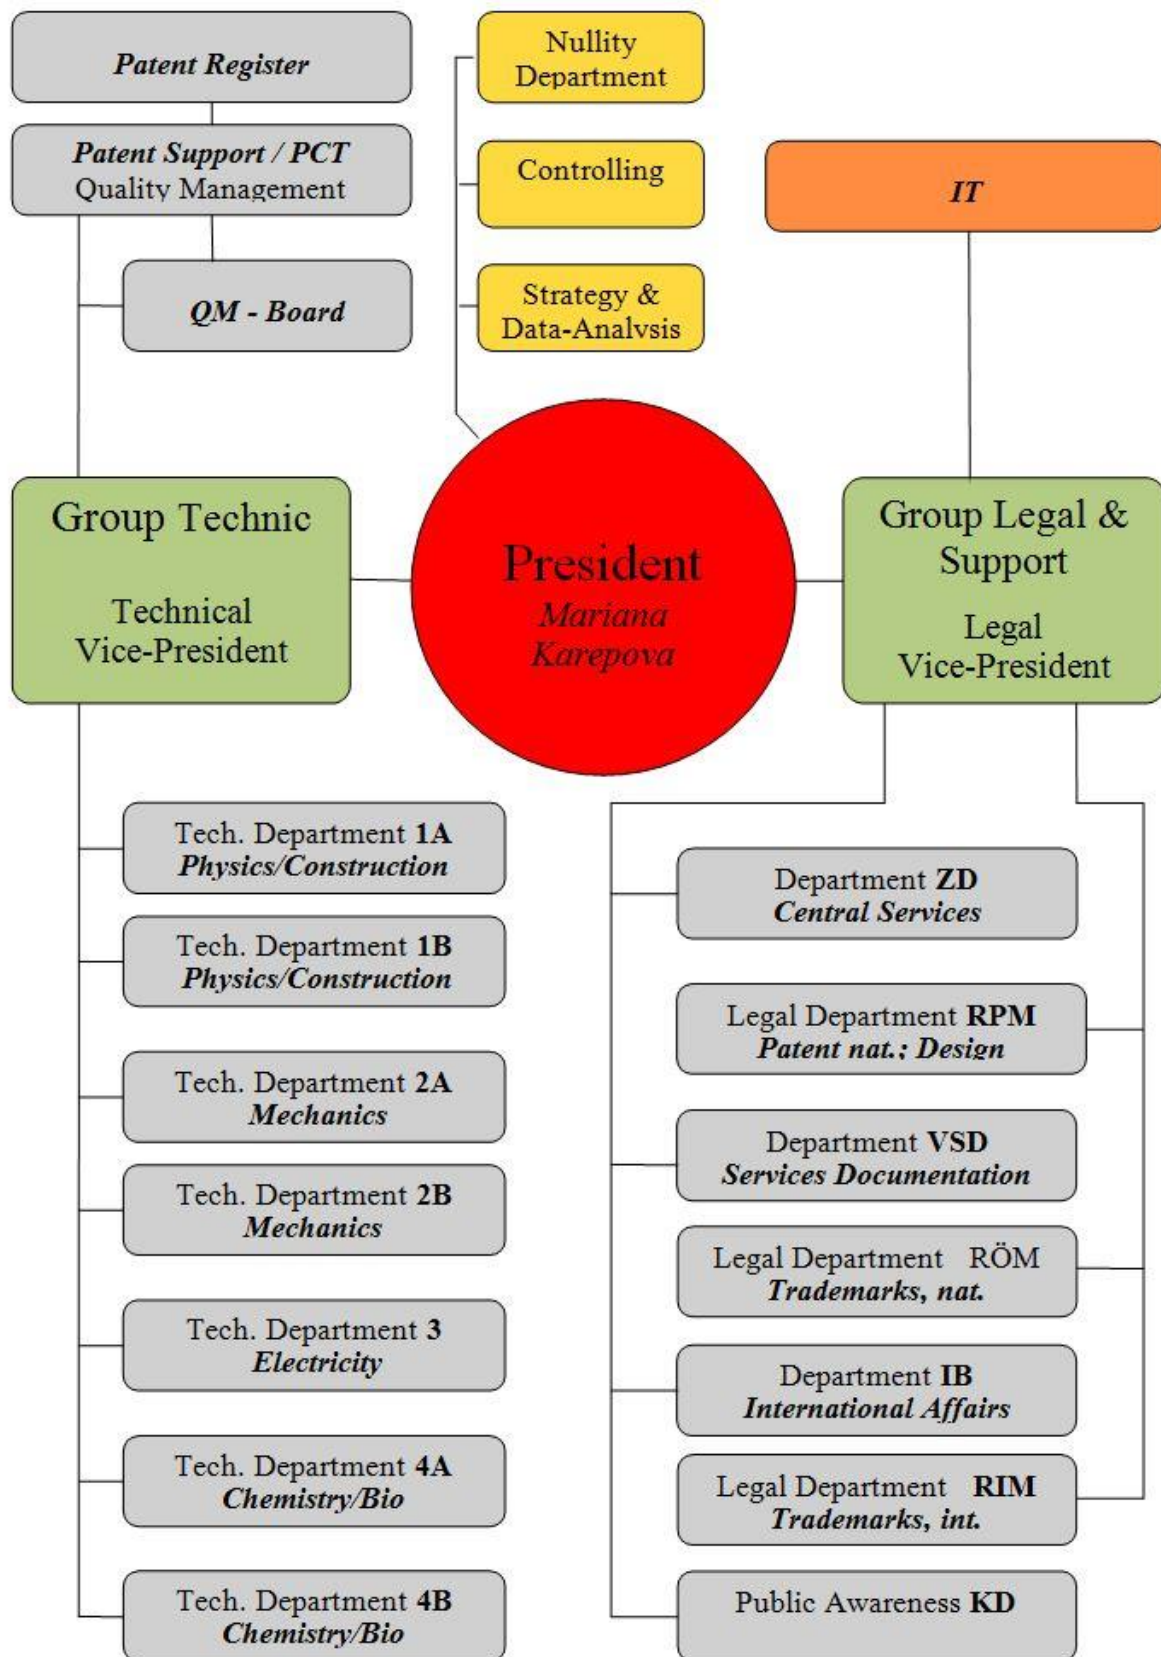 Patent Register
Patent Support / PCT
Quality Management
QM - Board
Nullity
Department
Controlling
Strategy &
Data-Analysis
IT
Group Technic
Technical
Vice-President
President
Mariana
Karepova
Group Legal &
Support
Legal
Vice-President
Tech. Department 1A
Physics/Construction
Tech. Department 1B
Physics/Construction
Tech. Department 2A
Mechanics
Tech. Department 2B
Mechanics
Tech. Department 3
Electricity
Tech. Department 4A
Chemistry/Bio
Tech. Department 4B
Chemistry/Bio
Department ZD
Central Services
Legal Department RPM
Patent nat.; Design
Department VSD
Services Documentation
Legal Department RÖM
Trademarks, nat.
Department IB
International Affairs
Legal Department RIM
Trademarks, int.
Public Awareness KD